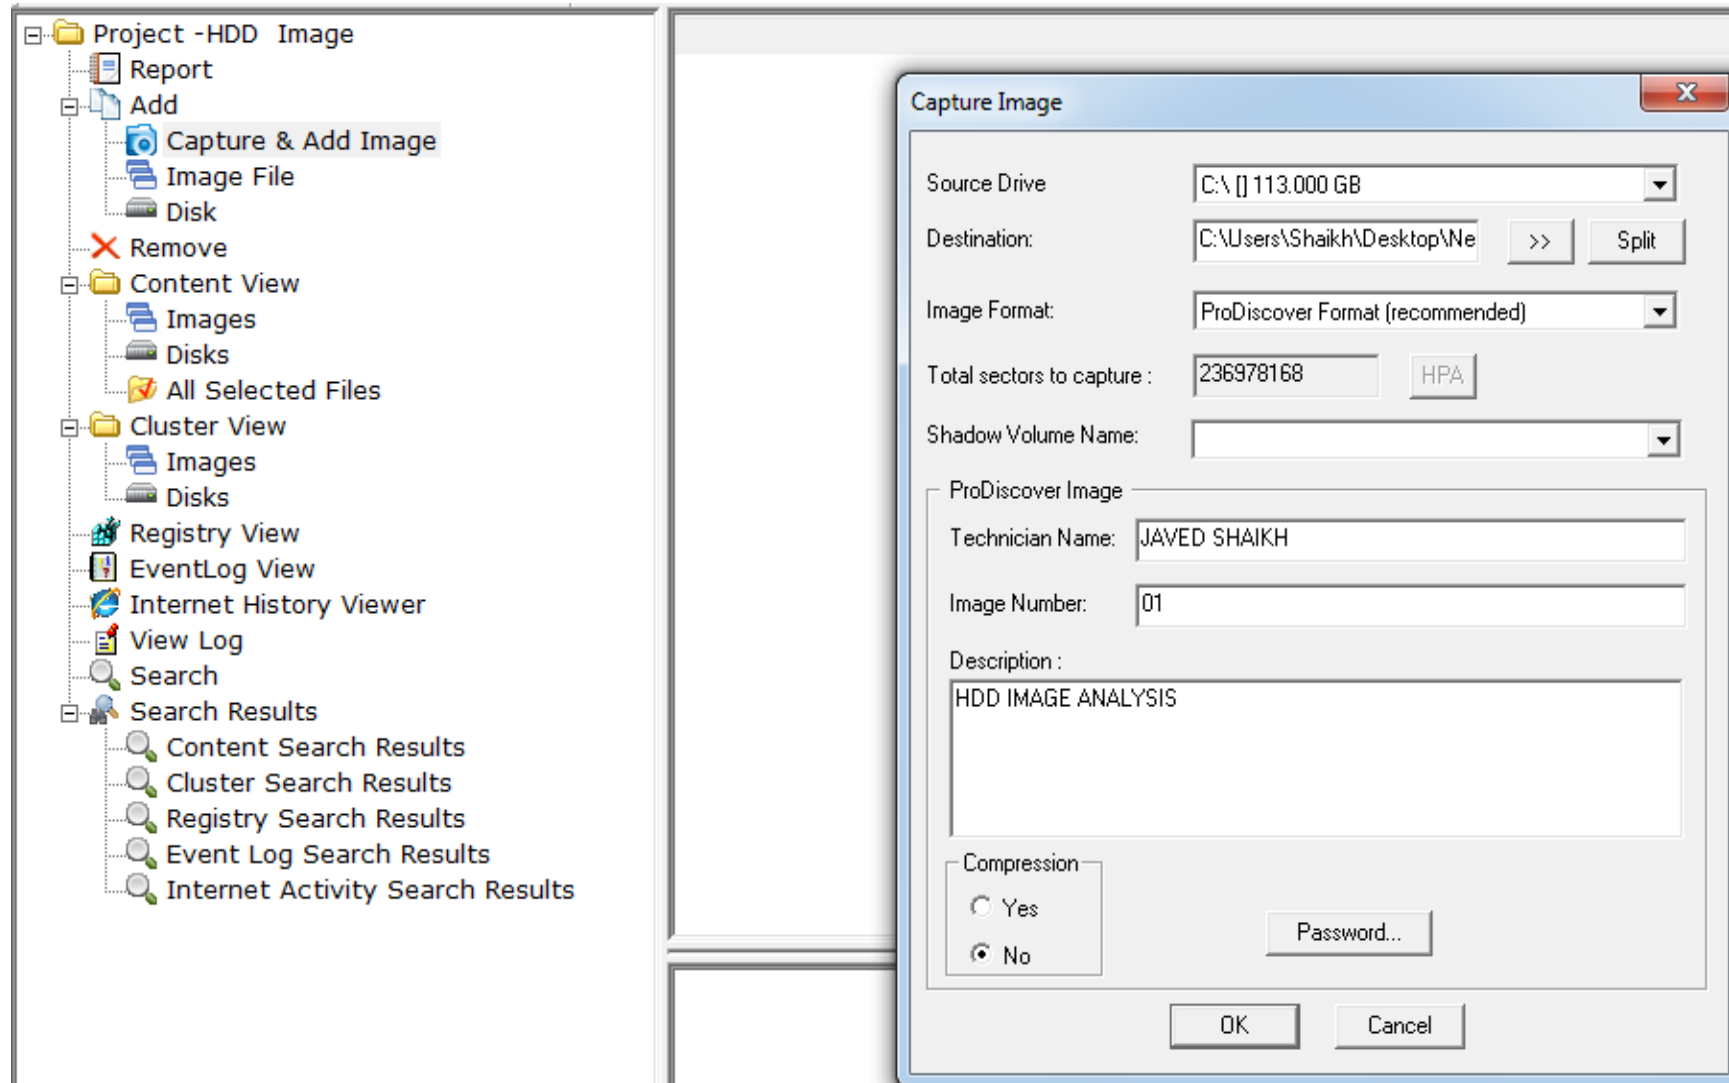 Project -HDD  Image
Report
Add
Capture & Add Image
Image File
Disk
Remove
Content View
Images
Disks
All Selected Files
Cluster View
Images
Disks
Registry View
EventLog View
Internet History Viewer
View Log
Search
Search Results
Content Search Results
Cluster Search Results
Registry Search Results
Event Log Search Results
Internet Activity Search Results
Capture Image
Source Drive C:\ [] 113.000 GB
Destination: C:\Users\Shaikh\Desktop\Ne >> Split
Image Format: ProDiscover Format (recommended)
Total sectors to capture : 236978168 HPA
Shadow Volume Name:
ProDiscover Image
Technician Name: JAVED SHAIKH
Image Number: 01
Description :
HDD IMAGE ANALYSIS
Compression
Yes
No
Password...
OK Cancel